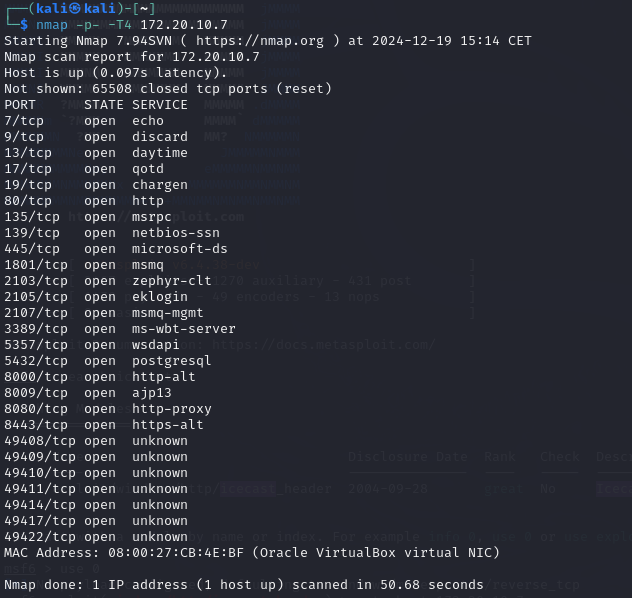 ┌──(kali㉿kali)-[~]
└─$ nmap -p- -T4 172.20.10.7
Starting Nmap 7.94SVN ( https://nmap.org ) at 2024-12-19 15:14 CET
Nmap scan report for 172.20.10.7
Host is up (0.097s latency).
Not shown: 65508 closed tcp ports (reset)
PORT STATE SERVICE
7/tcp open echo
9/tcp open discard
13/tcp open daytime
17/tcp open qotd
19/tcp open chargen
80/tcp open http
135/tcp open msrpc
139/tcp open netbios-ssn
445/tcp open microsoft-ds
1801/tcp open msmq
2103/tcp open zephyr-clt
2105/tcp open eklogin
2107/tcp open msmq-mgmt
3389/tcp open ms-wbt-server
5357/tcp open wsdapi
5432/tcp open postgresql
8000/tcp open http-alt
8009/tcp open ajp13
8080/tcp open http-proxy
8443/tcp open https-alt
49408/tcp open unknown
49409/tcp open unknown
49410/tcp open unknown
49411/tcp open unknown
49414/tcp open unknown
49417/tcp open unknown
49422/tcp open unknown
MAC Address: 08:00:27:CB:4E:BF (Oracle VirtualBox virtual NIC)
Nmap done: 1 IP address (1 host up) scanned in 50.68 seconds